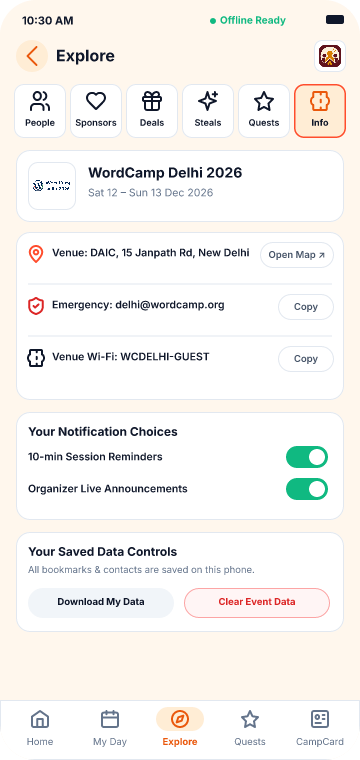 10:30 AM
Offline Ready
Explore
People
Sponsors
Deals
Steals
Quests
Info
WordCamp Delhi 2026
Sat 12 – Sun 13 Dec 2026
Venue: DAIC, 15 Janpath Rd, New Delhi
Open Map ↗
Emergency: delhi@wordcamp.org
Copy
Venue Wi-Fi: WCDELHI-GUEST
Copy
Your Notification Choices
10-min Session Reminders
Organizer Live Announcements
Your Saved Data Controls
All bookmarks & contacts are saved on this phone.
Download My Data
Clear Event Data
Home
My Day
Explore
Quests
CampCard